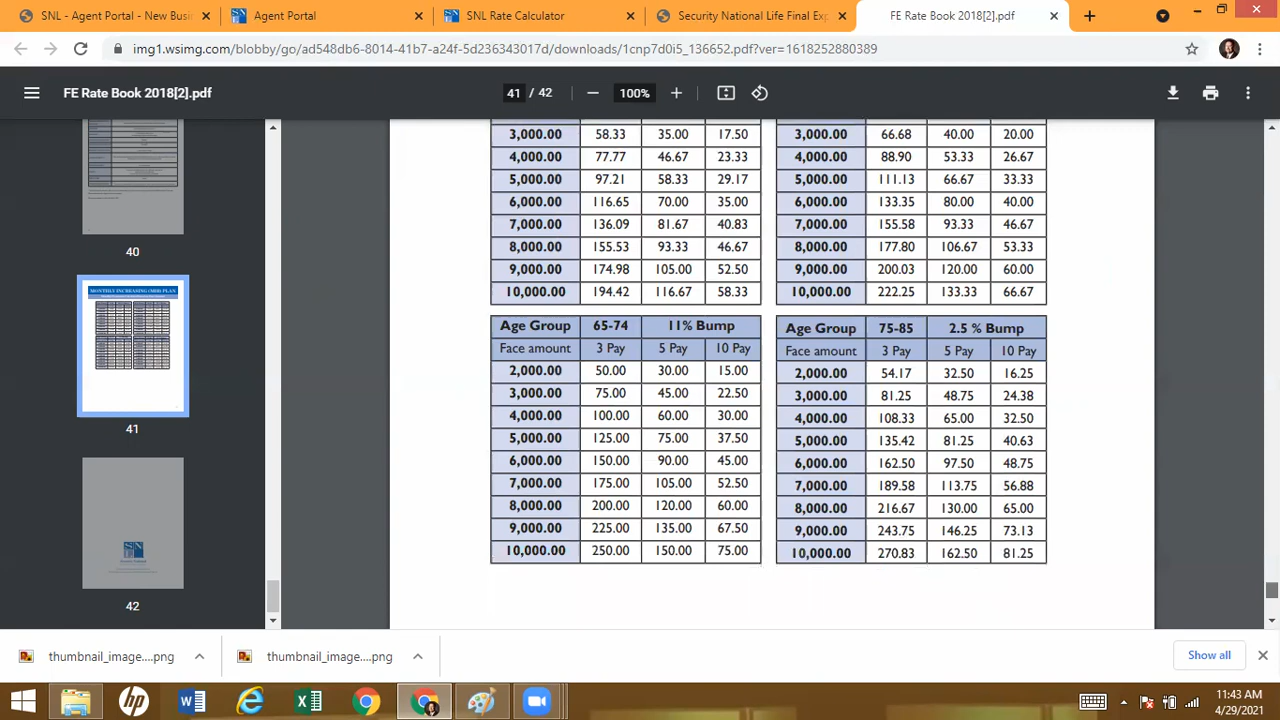 SNL - Agent Portal - New Busi
Agent Portal
SNL Rate Calculator
Security National Life Final Exp
FE Rate Book 2018[2].pdf
img1.wsimg.com/blobby/go/ad548db6-8014-41b7-a24f-5d236343017d/downloads/1cnp7d0i5_136652.pdf?ver=1618252880389
FE Rate Book 2018[2].pdf
41 / 42
100%
40
MONTHLY INCREASING (MIB) PLAN
41
42
3,000.00 58.33 35.00 17.50
4,000.00 77.77 46.67 23.33
5,000.00 97.21 58.33 29.17
6,000.00 116.65 70.00 35.00
7,000.00 136.09 81.67 40.83
8,000.00 155.53 93.33 46.67
9,000.00 174.98 105.00 52.50
10,000.00 194.42 116.67 58.33
3,000.00 66.68 40.00 20.00
4,000.00 88.90 53.33 26.67
5,000.00 111.13 66.67 33.33
6,000.00 133.35 80.00 40.00
7,000.00 155.58 93.33 46.67
8,000.00 177.80 106.67 53.33
9,000.00 200.03 120.00 60.00
10,000.00 222.25 133.33 66.67
Age Group 65-74 11% Bump
Face amount 3 Pay 5 Pay 10 Pay
2,000.00 50.00 30.00 15.00
3,000.00 75.00 45.00 22.50
4,000.00 100.00 60.00 30.00
5,000.00 125.00 75.00 37.50
6,000.00 150.00 90.00 45.00
7,000.00 175.00 105.00 52.50
8,000.00 200.00 120.00 60.00
9,000.00 225.00 135.00 67.50
10,000.00 250.00 150.00 75.00
Age Group 75-85 2.5 % Bump
Face amount 3 Pay 5 Pay 10 Pay
2,000.00 54.17 32.50 16.25
3,000.00 81.25 48.75 24.38
4,000.00 108.33 65.00 32.50
5,000.00 135.42 81.25 40.63
6,000.00 162.50 97.50 48.75
7,000.00 189.58 113.75 56.88
8,000.00 216.67 130.00 65.00
9,000.00 243.75 146.25 73.13
10,000.00 270.83 162.50 81.25
thumbnail_image....png
thumbnail_image....png
Show all
11:43 AM
4/29/2021